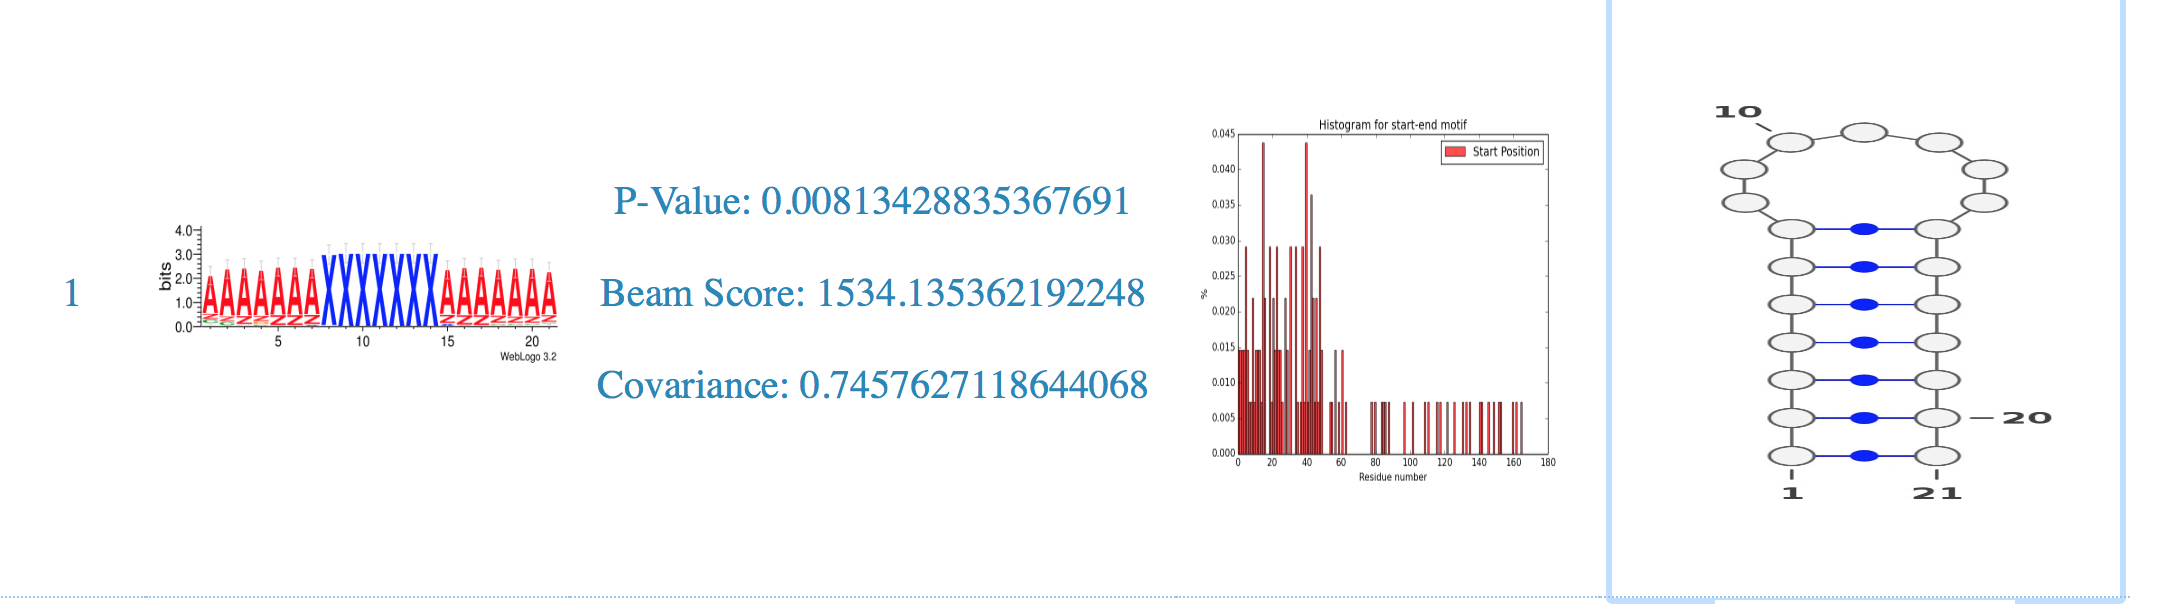 1
bits
4.0
3.0
2.0
1.0
0.0
AAAAAAAXXXXXXXAAAAAAA
5 10 15 20
WebLogo 3.2
P-Value: 0.00813428835367691
Beam Score: 1534.135362192248
Covariance: 0.7457627118644068
Histogram for start-end motif
Start Position
%
0.045
0.040
0.035
0.030
0.025
0.020
0.015
0.010
0.005
0.000
0 20 40 60 80 100 120 140 160 180
Residue number
10
20
1 21